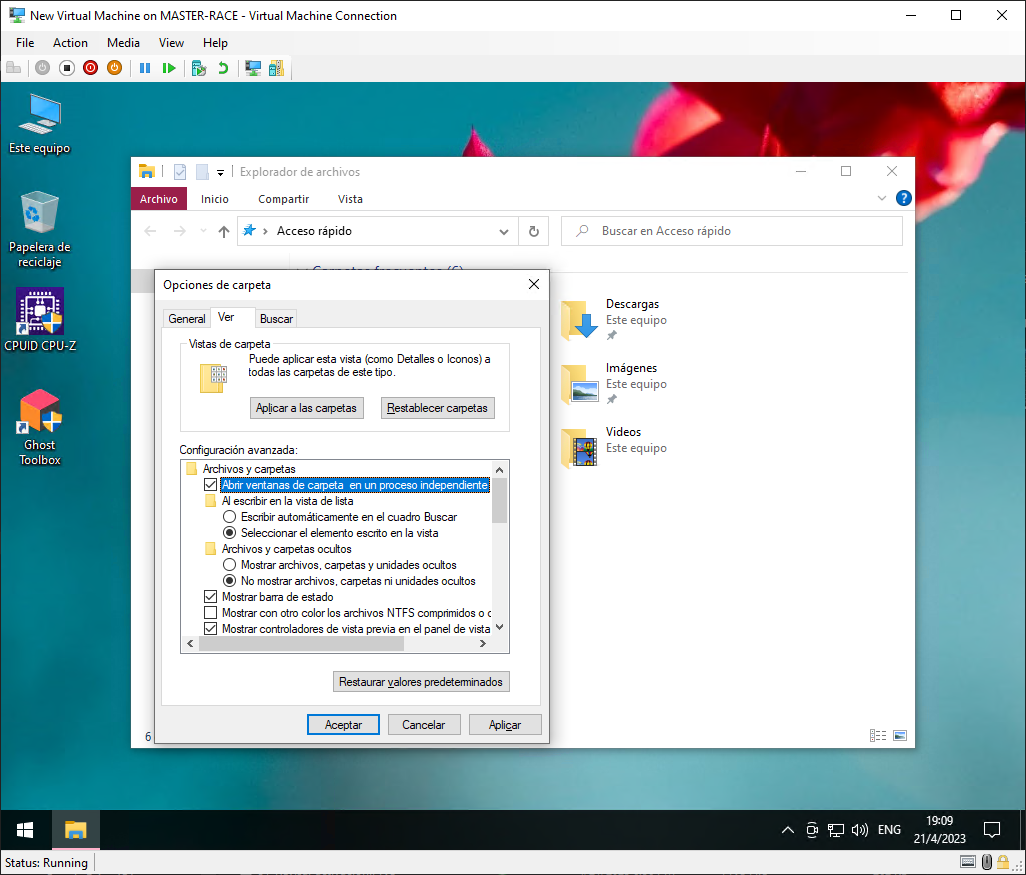 New Virtual Machine on MASTER-RACE - Virtual Machine Connection
File Action Media View Help
Este equipo
Papelera de
reciclaje
CPUID CPU-Z
Ghost
Toolbox
Explorador de archivos
Archivo Inicio Compartir Vista
Acceso rápido
Buscar en Acceso rápido
Carpetas frecuentes (6)
Descargas
Este equipo
Imágenes
Este equipo
Videos
Este equipo
6
Opciones de carpeta
General Ver Buscar
Vistas de carpeta
Puede aplicar esta vista (como Detalles o Iconos) a
todas las carpetas de este tipo.
Aplicar a las carpetas Restablecer carpetas
Configuración avanzada:
Archivos y carpetas
Abrir ventanas de carpeta en un proceso independiente
Al escribir en la vista de lista
Escribir automáticamente en el cuadro Buscar
Seleccionar el elemento escrito en la vista
Archivos y carpetas ocultos
Mostrar archivos, carpetas y unidades ocultos
No mostrar archivos, carpetas ni unidades ocultos
Mostrar barra de estado
Mostrar con otro color los archivos NTFS comprimidos o c
Mostrar controladores de vista previa en el panel de vista
Restaurar valores predeterminados
Aceptar Cancelar Aplicar
ENG
19:09
21/4/2023
Status: Running